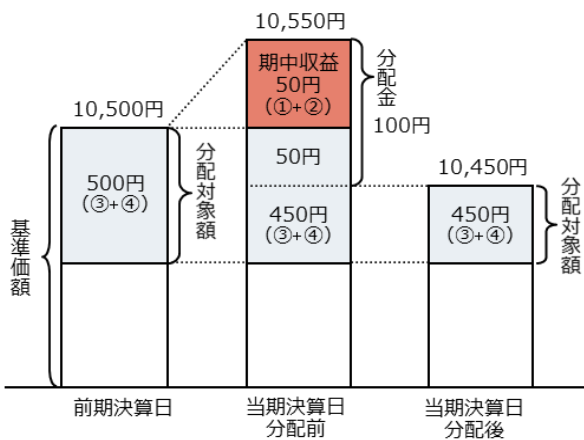 10,550円
期中収益
50円
(①+②)
分配金
100円
10,500円
500円
(③+④)
分配対象額
50円
450円
(③+④)
10,450円
450円
(③+④)
分配対象額
基準価額
前期決算日
当期決算日
分配前
当期決算日
分配後